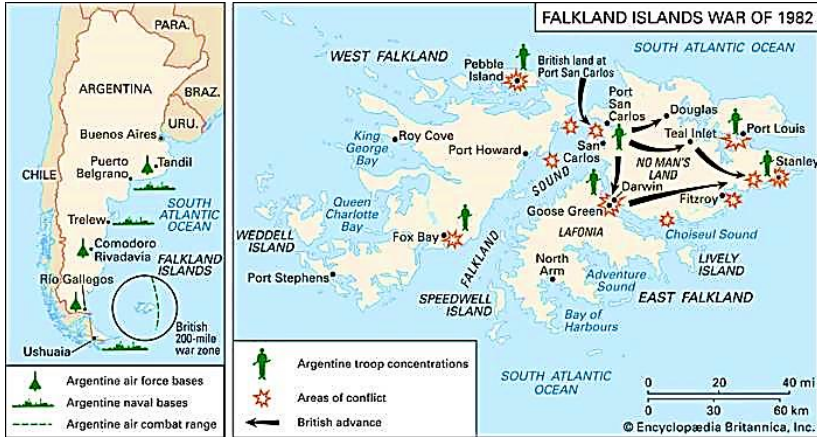 PARA.
ARGENTINA
BRAZ.
URU.
Buenos Aires
Tandil
Puerto
Belgrano
CHILE
SOUTH
ATLANTIC
OCEAN
Trelew
Comodoro
Rivadavia
FALKLAND
ISLANDS
Río Gallegos
British
200-mile
war zone
Ushuaia
Argentine air force bases
Argentine naval bases
Argentine air combat range
FALKLAND ISLANDS WAR OF 1982
SOUTH ATLANTIC OCEAN
WEST FALKLAND
Pebble
Island
British land at
Port San Carlos
Port
San
Carlos
Douglas
Teal Inlet
Port Louis
King
George
Bay
Roy Cove
Port Howard
San
Carlos
NO MAN'S
LAND
Stanley
SOUND
Darwin
Goose Green
Fitzroy
Queen
Charlotte
Bay
WEDDELL
ISLAND
Fox Bay
FALKLAND
LAFONIA
Choiseul Sound
Port Stephens
North
Arm
Adventure
Sound
LIVELY
ISLAND
SPEEDWELL
ISLAND
EAST FALKLAND
Bay of
Harbours
Argentine troop concentrations
Areas of conflict
British advance
SOUTH ATLANTIC
OCEAN
0 20 40 mi
0 30 60 km
© Encyclopædia Britannica, Inc.